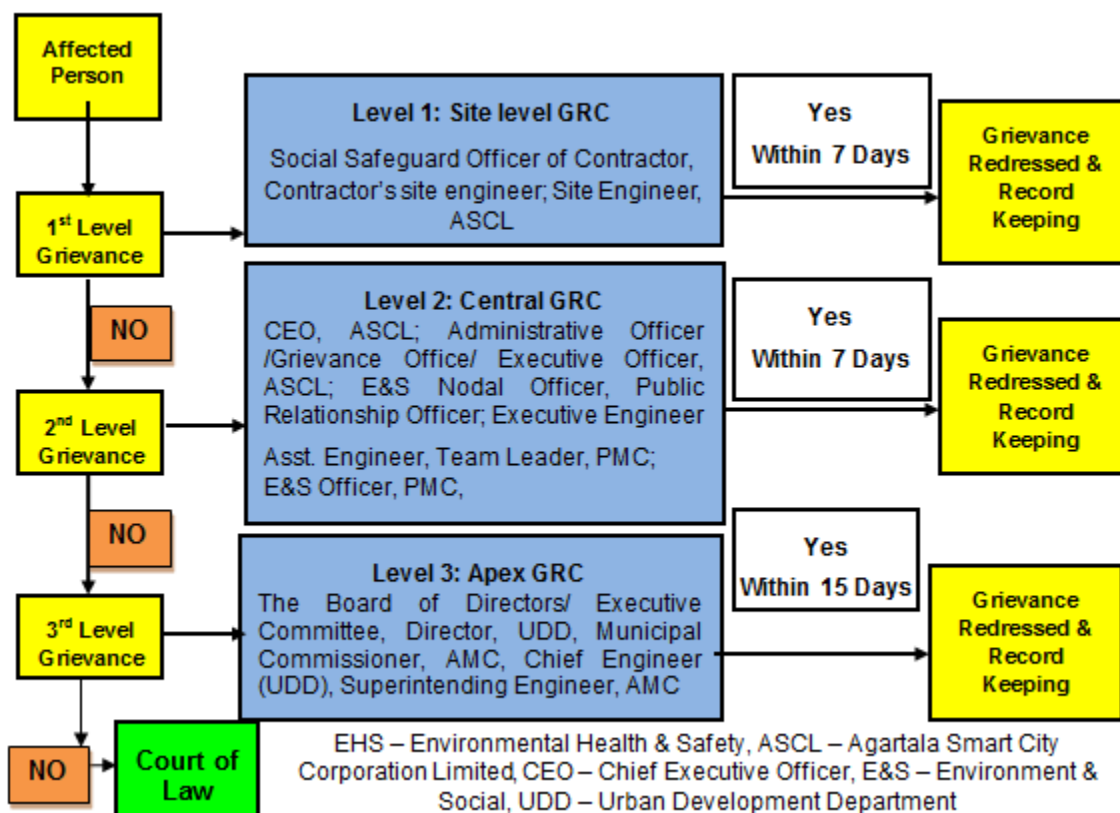 Affected
Person
Level 1: Site level GRC
Social Safeguard Officer of Contractor,
Contractor's site engineer; Site Engineer,
ASCL
Yes
Within 7 Days
Grievance
Redressed &
Record
Keeping
1st Level
Grievance
NO
Level 2: Central GRC
CEO, ASCL; Administrative Officer
/Grievance Office/ Executive Officer,
ASCL; E&S Nodal Officer, Public
Relationship Officer; Executive Engineer
Asst. Engineer, Team Leader, PMC;
E&S Officer, PMC,
Yes
Within 7 Days
Grievance
Redressed &
Record
Keeping
2nd Level
Grievance
NO
Level 3: Apex GRC
The Board of Directors/ Executive
Committee, Director, UDD, Municipal
Commissioner, AMC, Chief Engineer
(UDD), Superintending Engineer, AMC
Yes
Within 15 Days
Grievance
Redressed &
Record
Keeping
3rd Level
Grievance
NO
Court of
Law
EHS – Environmental Health & Safety, ASCL – Agartala Smart City
Corporation Limited, CEO – Chief Executive Officer, E&S – Environment &
Social, UDD – Urban Development Department